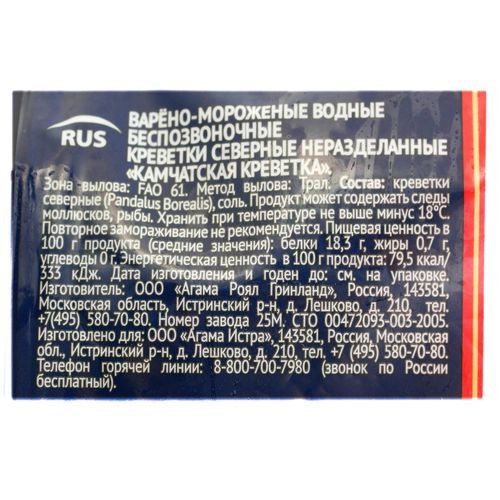 RUS
ВАРЁНО-МОРОЖЕНЫЕ ВОДНЫЕ
БЕСПОЗВОНОЧНЫЕ
КРЕВЕТКИ СЕВЕРНЫЕ НЕРАЗДЕЛАННЫЕ
«КАМЧАТСКАЯ КРЕВЕТКА».
Зона вылова: FAO 61. Метод вылова: Трал. Состав: креветки
северные (Pandalus Borealis), соль. Продукт может содержать следы
моллюсков, рыбы. Хранить при температуре не выше минус 18°С.
Повторное замораживание не рекомендуется. Пищевая ценность в
100 г продукта (средние значения): белки 18,3 г, жиры 0,7 г,
углеводы 0 г. Энергетическая ценность в 100 г продукта: 79,5 ккал/
333 кДж. Дата изготовления и годен до: см. на упаковке.
Изготовитель: ООО «Агама Роял Гринланд», Россия, 143581,
Московская область, Истринский р-н, д. Лешково, д. 210, тел.
+7(495) 580-70-80. Номер завода 25М. СТО 00472093-003-2005.
Изготовлено для: ООО «Агама Истра», 143581, Россия, Московская
обл., Истринский р-н, д. Лешково, д. 210, тел. +7 (495) 580-70-80.
Телефон горячей линии: 8-800-700-7980 (звонок по России
бесплатный).